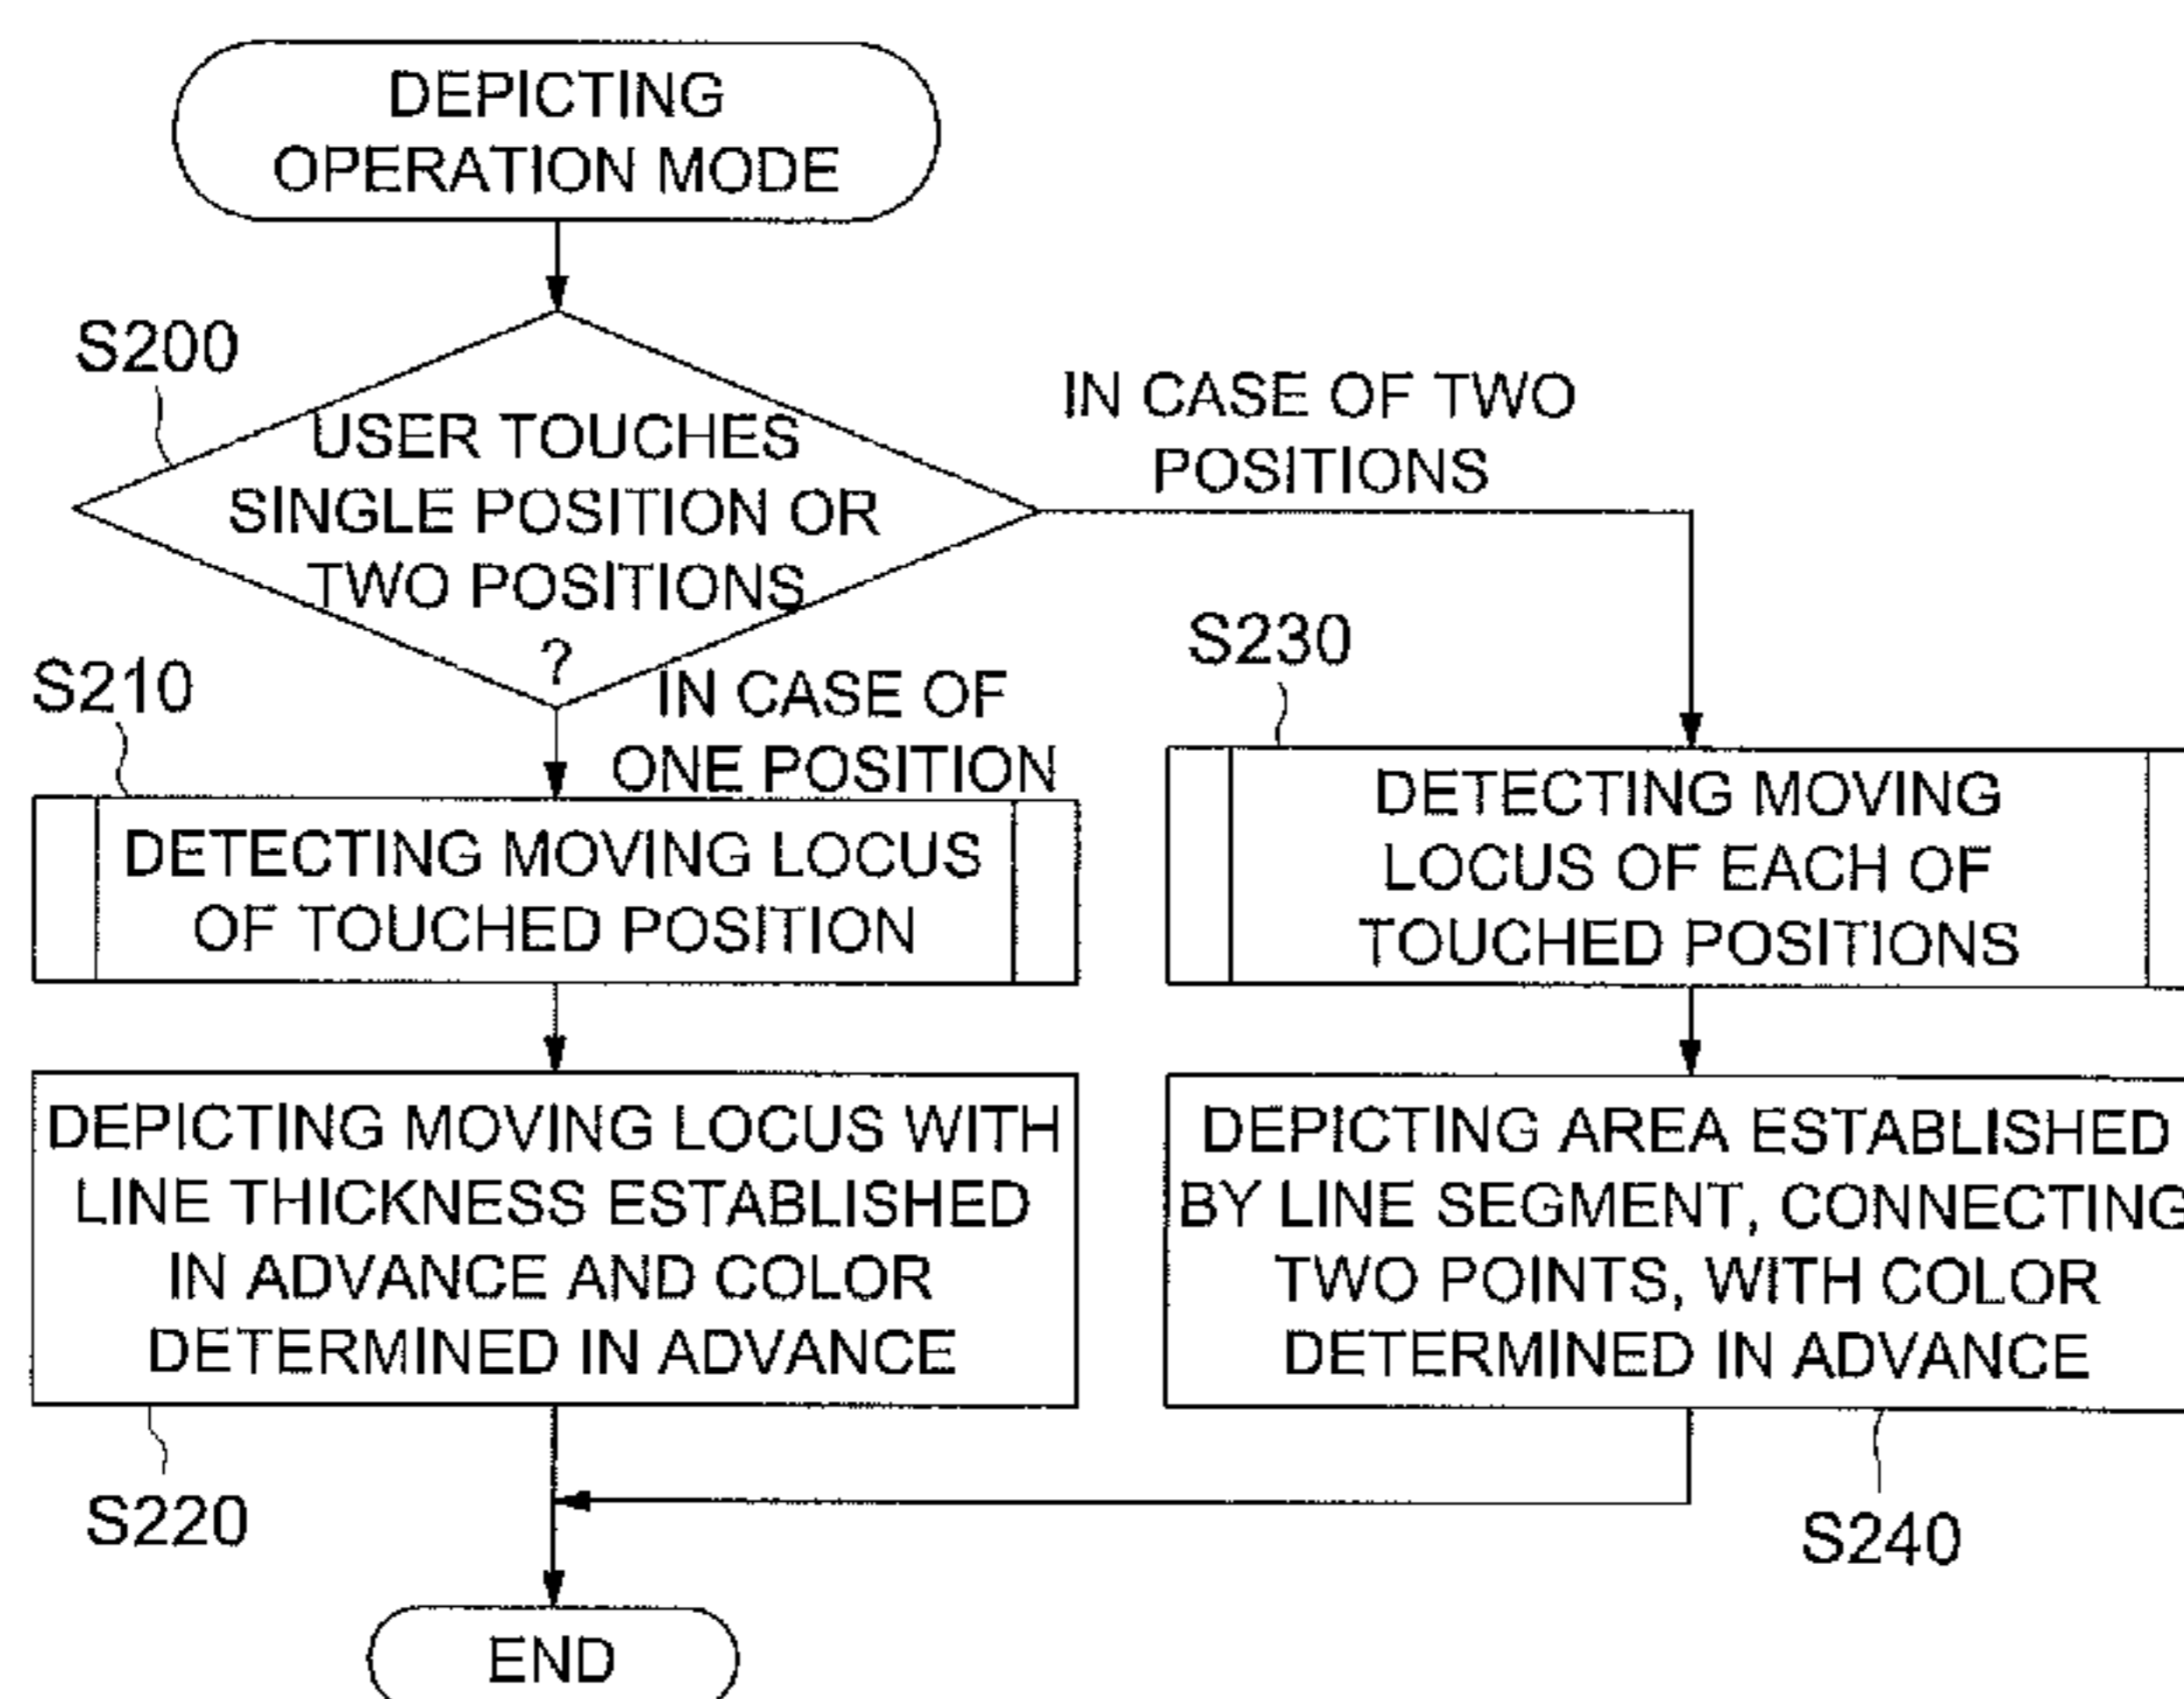 DEPICTING
OPERATION MODE
S200
USER TOUCHES
SINGLE POSITION OR
TWO POSITIONS
?
IN CASE OF TWO
POSITIONS
S210
IN CASE OF
ONE POSITION
DETECTING MOVING LOCUS
OF TOUCHED POSITION
S230
DETECTING MOVING
LOCUS OF EACH OF
TOUCHED POSITIONS
DEPICTING MOVING LOCUS WITH
LINE THICKNESS ESTABLISHED
IN ADVANCE AND COLOR
DETERMINED IN ADVANCE
S220
DEPICTING AREA ESTABLISHED
BY LINE SEGMENT, CONNECTING
TWO POINTS, WITH COLOR
DETERMINED IN ADVANCE
S240
END